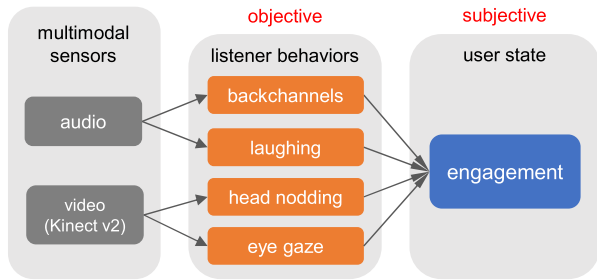 objective
subjective
multimodal
sensors
listener behaviors
user state
audio
video
(Kinect v2)
backchannels
laughing
head nodding
eye gaze
engagement